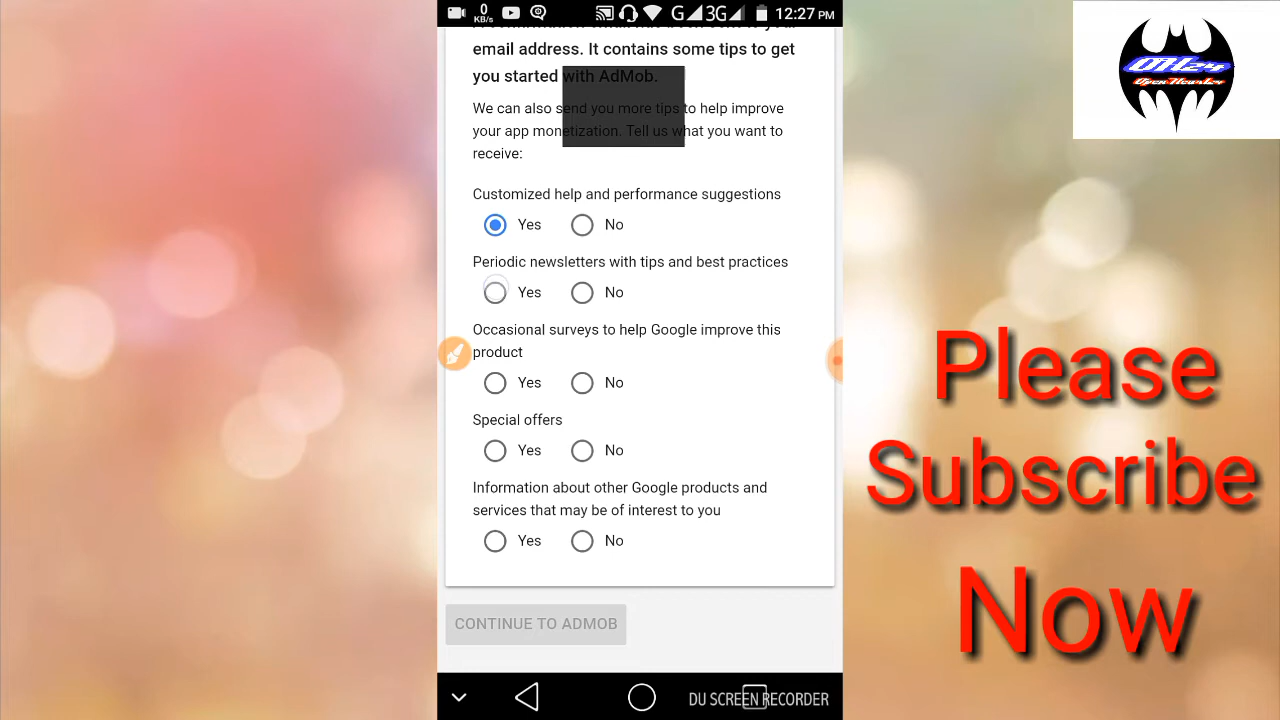 0
KB/s
G 3G 12:27 PM
email address. It contains some tips to get
you started with AdMob.
We can also send you more tips to help improve
your app monetization. Tell us what you want to
receive:
Customized help and performance suggestions
Yes No
Periodic newsletters with tips and best practices
Yes No
Occasional surveys to help Google improve this
product
Yes No
Special offers
Yes No
Information about other Google products and
services that may be of interest to you
Yes No
CONTINUE TO ADMOB
DU SCREEN RECORDER
Please
Subscribe
Now